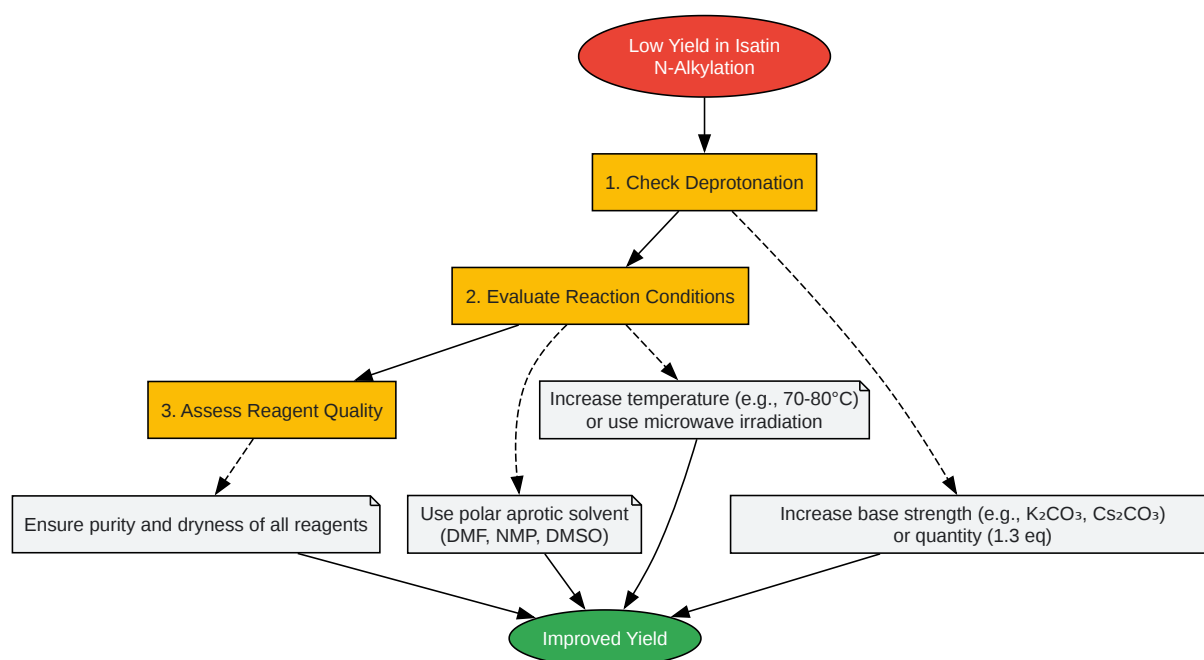 Low Yield in Isatin
N-Alkylation
1. Check Deprotonation
2. Evaluate Reaction Conditions
3. Assess Reagent Quality
Increase temperature (e.g., 70-80°C)
or use microwave irradiation
Ensure purity and dryness of all reagents
Use polar aprotic solvent
(DMF, NMP, DMSO)
Increase base strength (e.g., K₂CO₃, Cs₂CO₃)
or quantity (1.3 eq)
Improved Yield